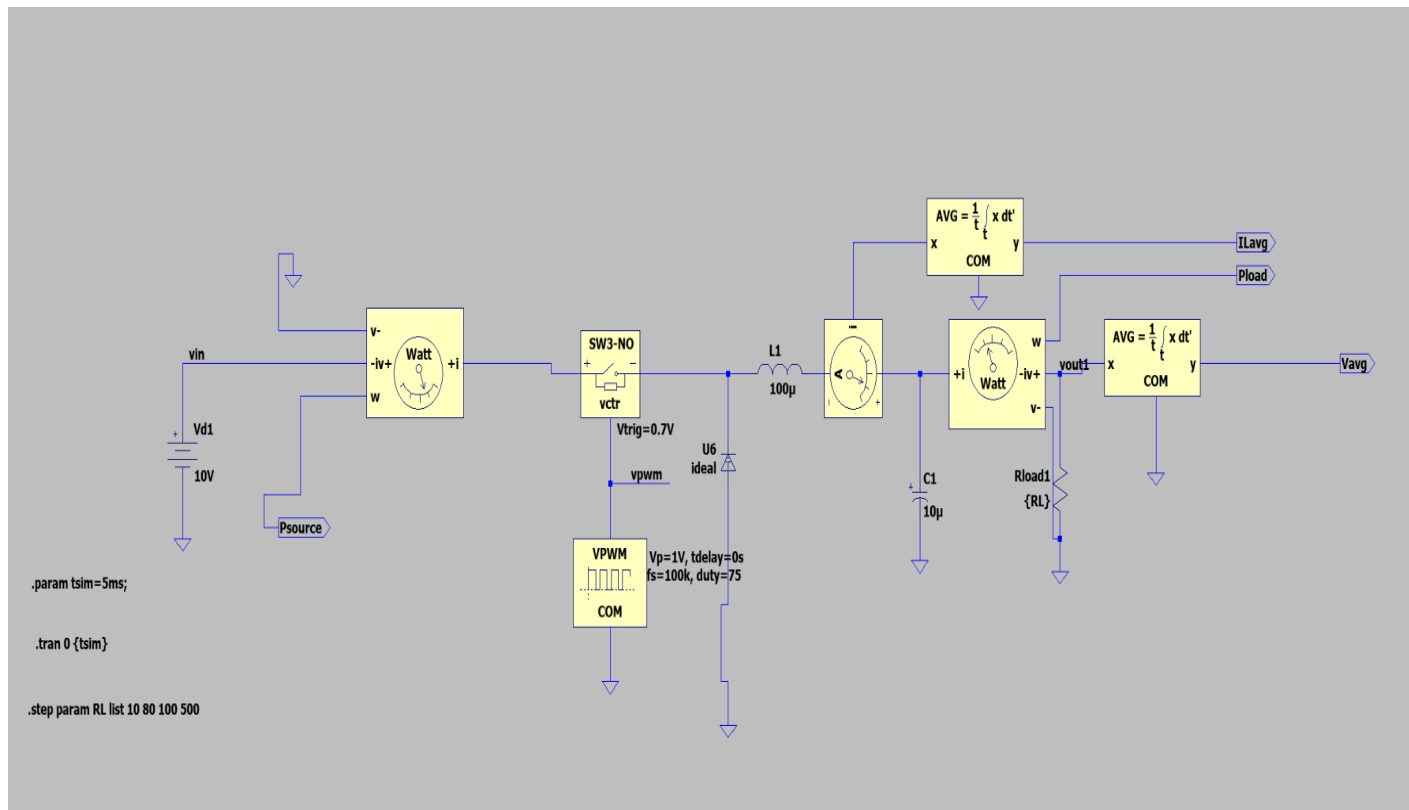 AVG = 1/t ∫t x dt'
x
y
COM
ILavg
Pload
v-
Watt
-iv+
+i
w
vin
Vd1
+
10V
Psource
SW3-NO
+
−
vctr
Vtrig=0.7V
vpwm
VPWM
COM
Vp=1V, tdelay=0s
fs=100k, duty=75
U6
ideal
L1
100µ
A
−
+
C1
+
10µ
w
+i
-iv+
Watt
v-
vout1
AVG = 1/t ∫t x dt'
x
y
COM
Vavg
Rload1
{RL}
.param tsim=5ms;
.tran 0 {tsim}
.step param RL list 10 80 100 500